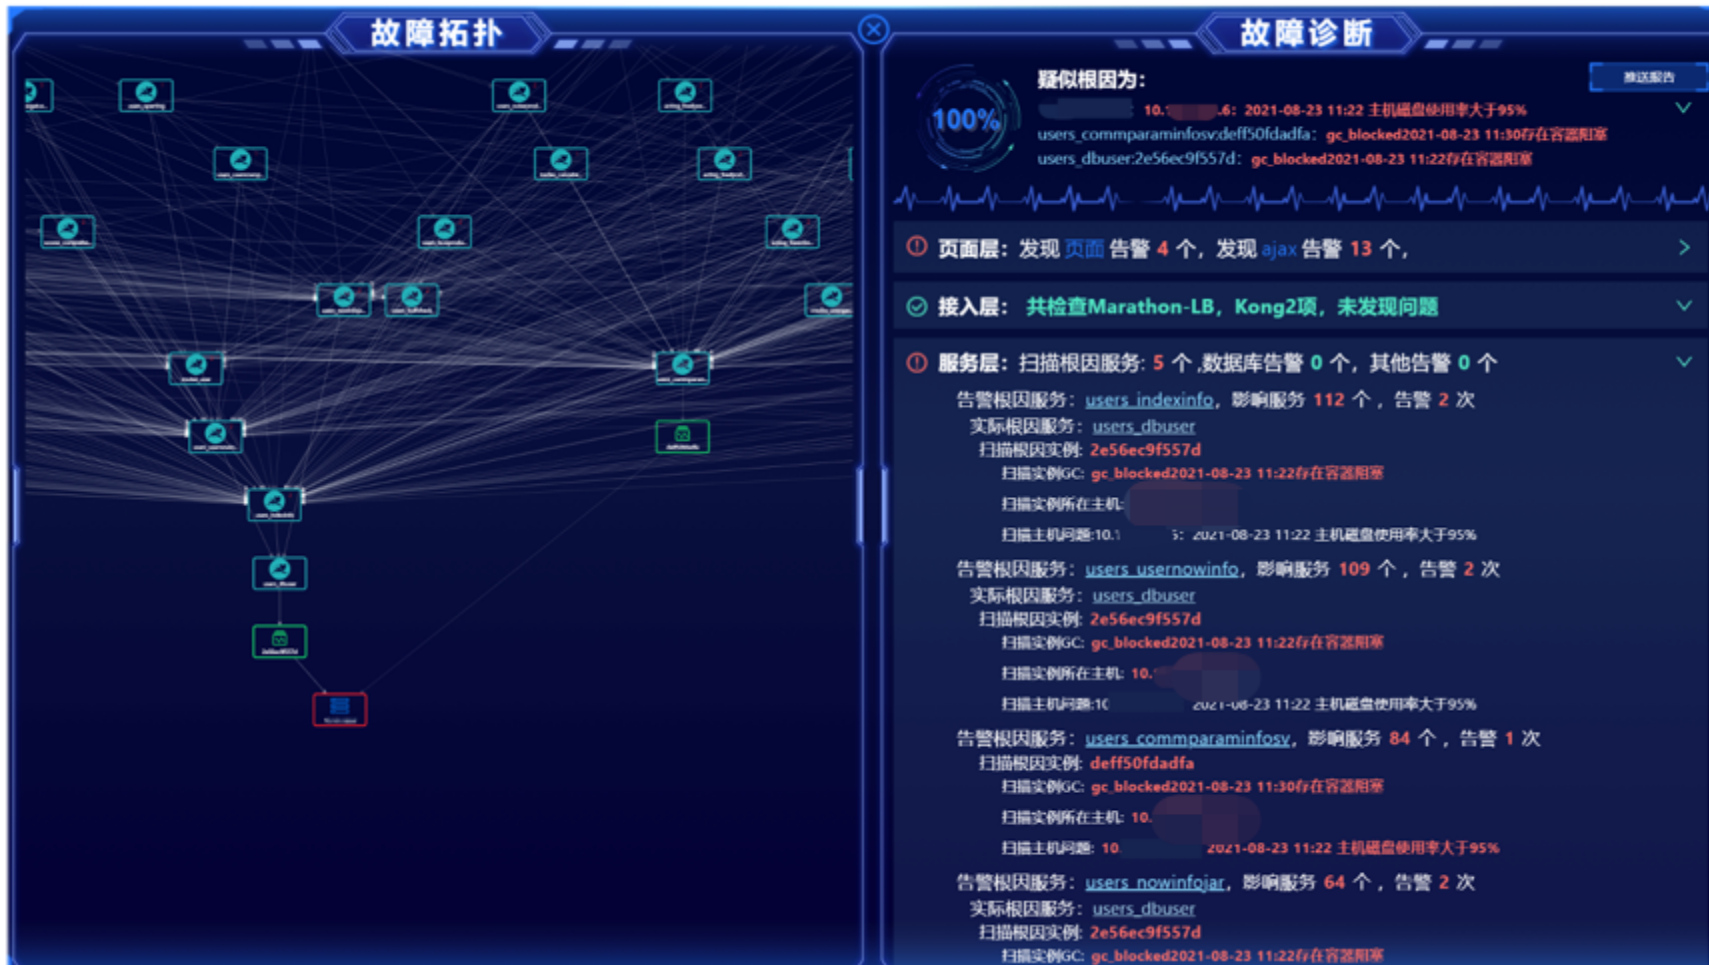 故障拓扑
故障诊断
100%
疑似根因为：
推送报告
10.1 .6：2021-08-23 11:22 主机磁盘使用率大于95%
users_commparaminfosv:deff50fdadfa：gc_blocked2021-08-23 11:30存在容器阻塞
users_dbuser:2e56ec9f557d：gc_blocked2021-08-23 11:22存在容器阻塞
页面层：发现 页面 告警 4 个，发现 ajax 告警 13 个，
接入层：共检查Marathon-LB，Kong2项，未发现问题
服务层：扫描根因服务: 5 个 ,数据库告警 0 个，其他告警 0 个
告警根因服务：users_indexinfo，影响服务 112 个，告警 2 次
实际根因服务：users_dbuser
扫描根因实例: 2e56ec9f557d
扫描实例GC: gc_blocked2021-08-23 11:22存在容器阻塞
扫描实例所在主机:
扫描主机问题:10.1 ：2021-08-23 11:22 主机磁盘使用率大于95%
告警根因服务：users_usernowinfo，影响服务 109 个，告警 2 次
实际根因服务：users_dbuser
扫描根因实例: 2e56ec9f557d
扫描实例GC: gc_blocked2021-08-23 11:22存在容器阻塞
扫描实例所在主机: 10.
扫描主机问题:10 2021-08-23 11:22 主机磁盘使用率大于95%
告警根因服务：users_commparaminfosv，影响服务 84 个，告警 1 次
扫描根因实例: deff50fdadfa
扫描实例GC: gc_blocked2021-08-23 11:30存在容器阻塞
扫描实例所在主机: 10.
扫描主机问题: 10. 2021-08-23 11:22 主机磁盘使用率大于95%
告警根因服务：users_nowinfojar，影响服务 64 个，告警 2 次
实际根因服务：users_dbuser
扫描根因实例: 2e56ec9f557d
扫描实例GC: gc_blocked2021-08-23 11:22存在容器阻塞